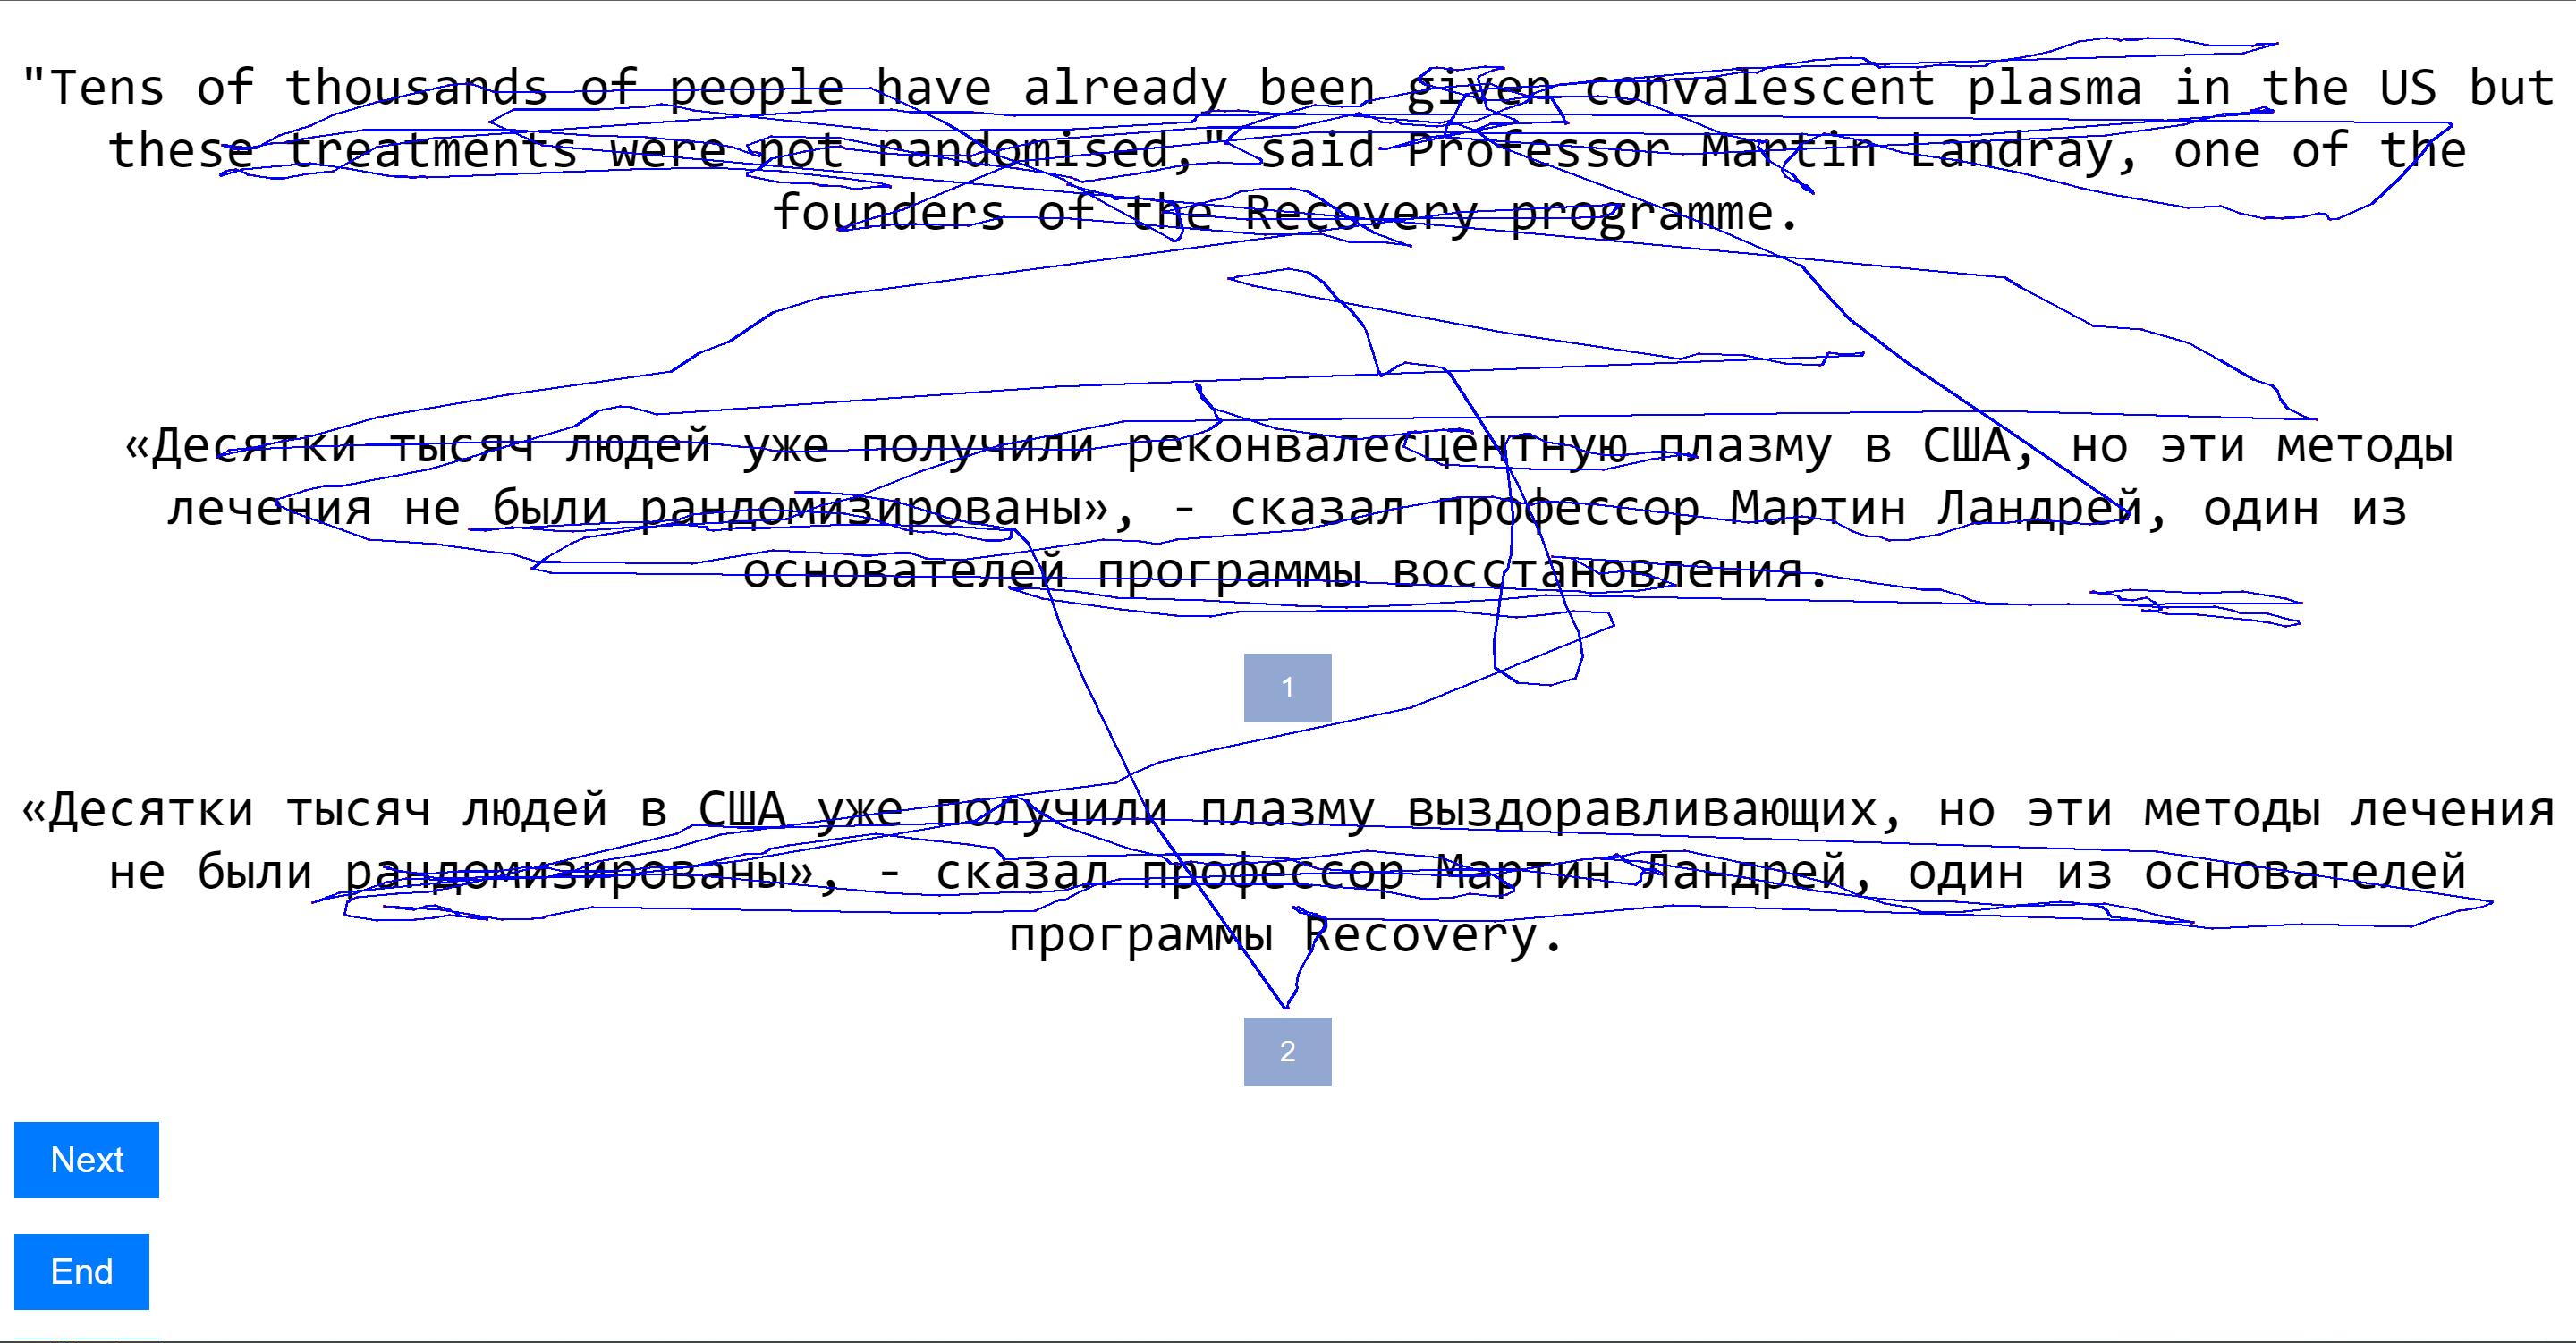 "Tens of thousands of people have already been given convalescent plasma in the US but
these treatments were not randomised," said Professor Martin Landray, one of the
founders of the Recovery programme.
«Десятки тысяч людей уже получили реконвалесцентную плазму в США, но эти методы
лечения не были рандомизированы», - сказал профессор Мартин Ландрей, один из
основателей программы восстановления.
1
«Десятки тысяч людей в США уже получили плазму выздоравливающих, но эти методы лечения
не были рандомизированы», - сказал профессор Мартин Ландрей, один из основателей
программы Recovery.
2
Next
End